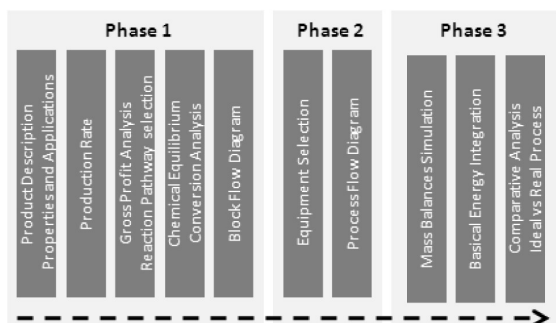 Phase 1
Phase 2
Phase 3
Product Description
Properties and Applications
Production Rate
Gross Profit Analysis
Reaction Pathway selection
Chemical Equilibrium
Conversion Analysis
Block Flow Diagram
Equipment Selection
Process Flow Diagram
Mass Balances Simulation
Basical Energy Integration
Comparative Analysis
Ideal vs Real Process